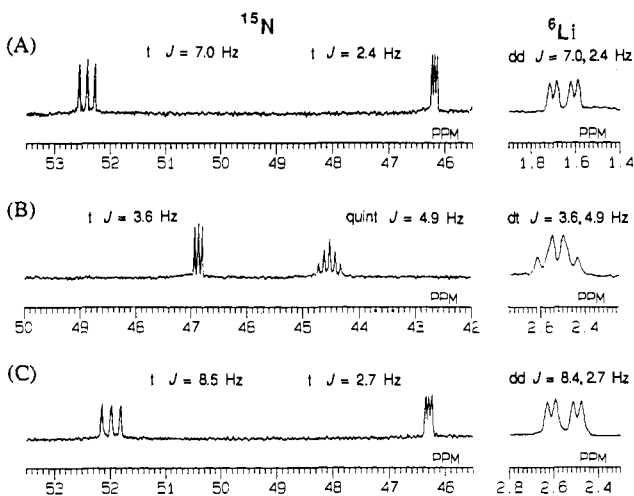 ¹⁵N
⁶Li
(A)
t J = 7.0 Hz
t J = 2.4 Hz
dd J = 7.0, 2.4 Hz
PPM
PPM
53 52 51 50 49 48 47 46
1.8 1.6 1.4
(B)
t J = 3.6 Hz
quint J = 4.9 Hz
dt J = 3.6, 4.9 Hz
PPM
PPM
50 49 48 47 46 45 44 43 42
2.6 2.4
(C)
t J = 8.5 Hz
t J = 2.7 Hz
dd J = 8.4, 2.7 Hz
PPM
PPM
53 52 51 50 49 48 47 46
2.8 2.6 2.4